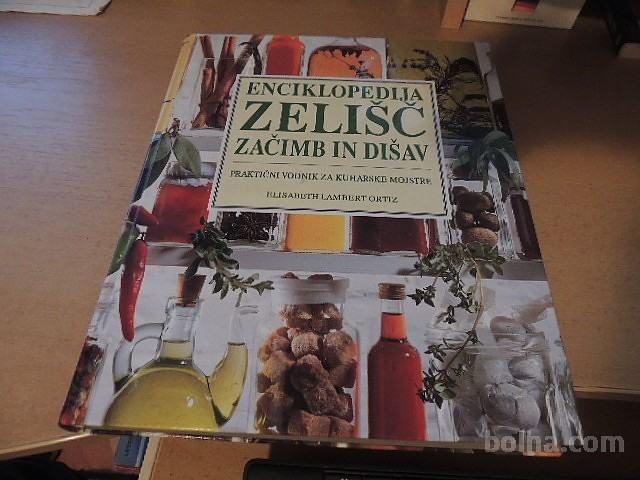 ENCIKLOPEDIJA
ZELIŠČ
ZAČIMB IN DIŠAV
PRAKTIČNI VODNIK ZA KUHARSKE MOJSTRE
ELISABETH LAMBERT ORTIZ
bolha.com